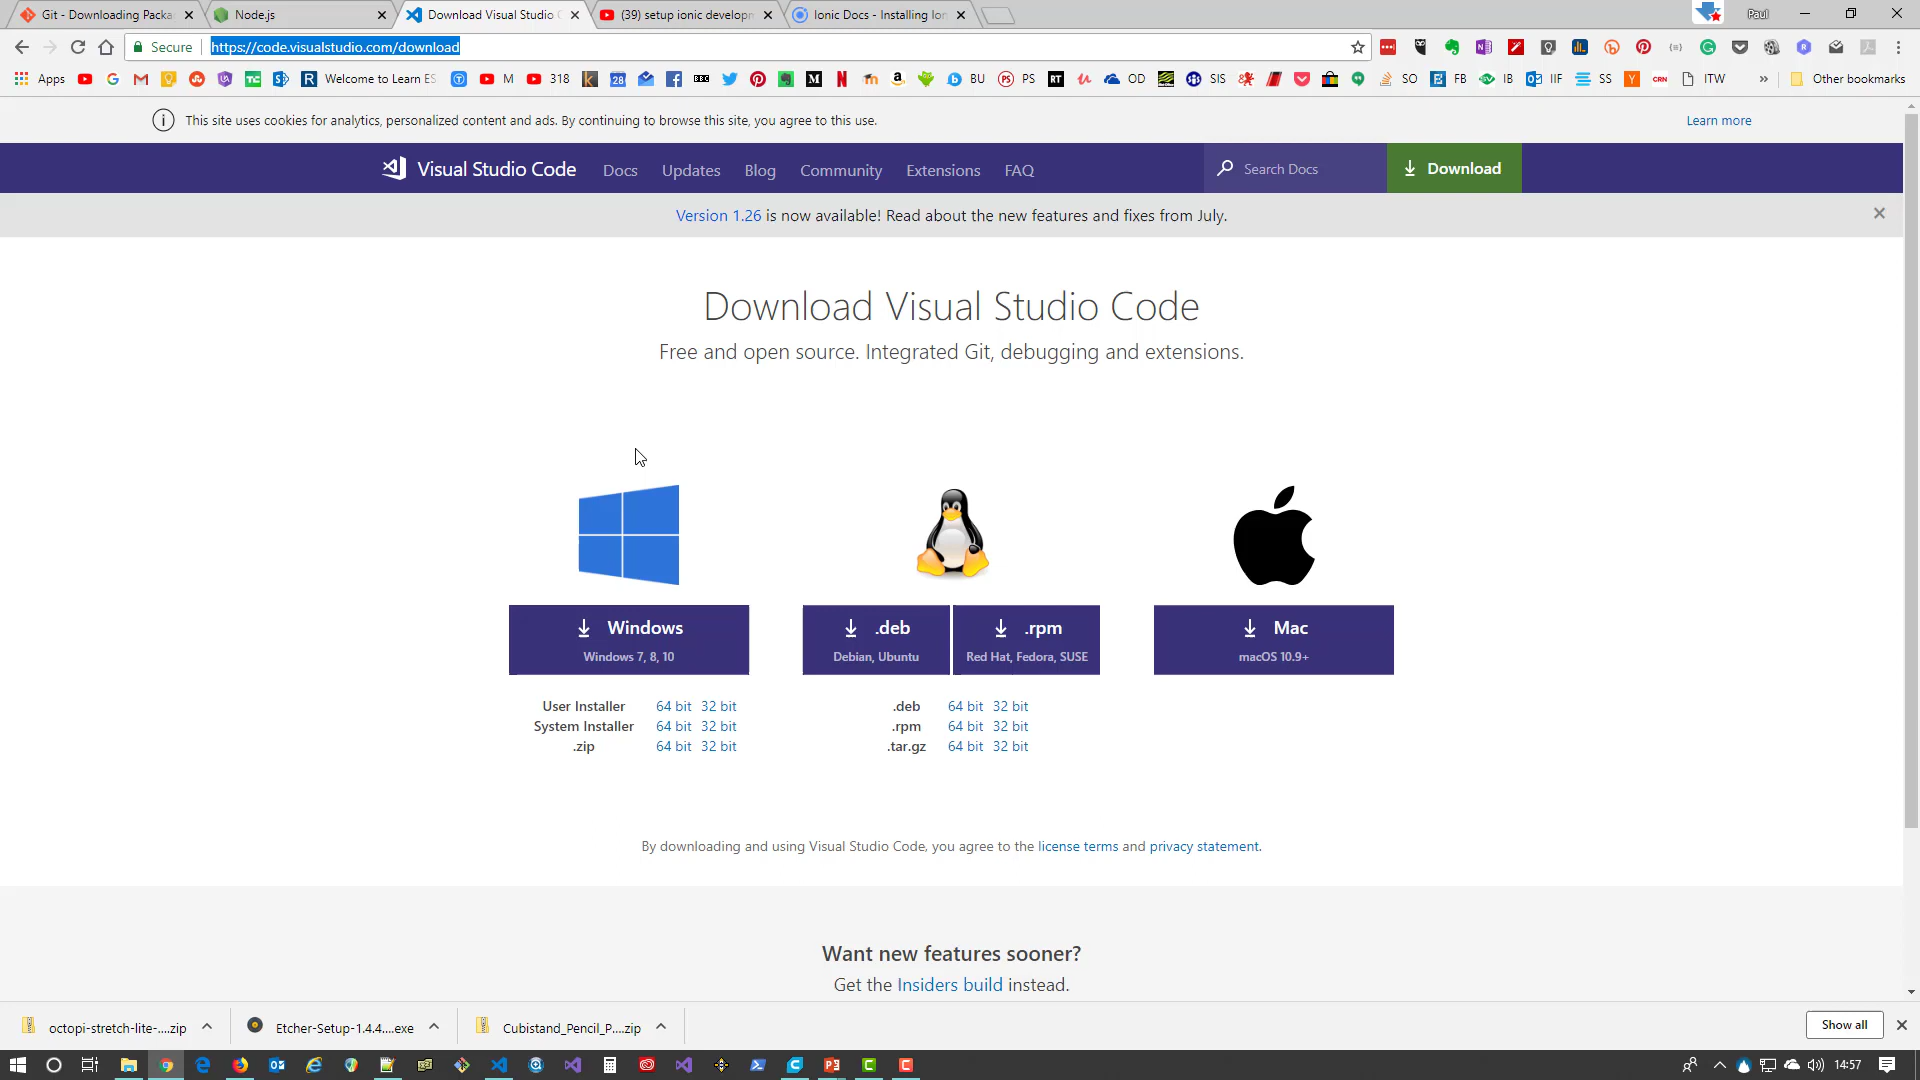 Git - Downloading Packa
Node.js
Download Visual Studio C
(39) setup ionic developm
Ionic Docs - Installing Ion
Paul
Secure
https://code.visualstudio.com/download
Apps
Welcome to Learn ES
M
318
BU
PS
OD
SIS
SO
FB
IB
IIF
SS
CRN
ITW
»
Other bookmarks
This site uses cookies for analytics, personalized content and ads. By continuing to browse this site, you agree to this use.
Learn more
Visual Studio Code
Docs
Updates
Blog
Community
Extensions
FAQ
Search Docs
Download
Version 1.26 is now available! Read about the new features and fixes from July.
Download Visual Studio Code
Free and open source. Integrated Git, debugging and extensions.
Windows
Windows 7, 8, 10
.deb
Debian, Ubuntu
.rpm
Red Hat, Fedora, SUSE
Mac
macOS 10.9+
User Installer 64 bit 32 bit
System Installer 64 bit 32 bit
.zip 64 bit 32 bit
.deb 64 bit 32 bit
.rpm 64 bit 32 bit
.tar.gz 64 bit 32 bit
By downloading and using Visual Studio Code, you agree to the license terms and privacy statement.
Want new features sooner?
Get the Insiders build instead.
octopi-stretch-lite-....zip
Etcher-Setup-1.4.4....exe
Cubistand_Pencil_P....zip
Show all
14:57